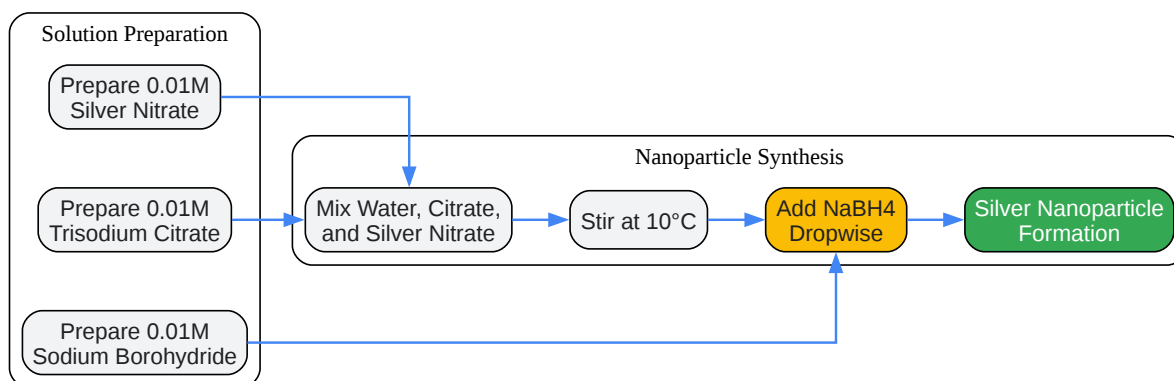 Solution Preparation
Prepare 0.01M
Silver Nitrate
Prepare 0.01M
Trisodium Citrate
Prepare 0.01M
Sodium Borohydride
Nanoparticle Synthesis
Mix Water, Citrate,
and Silver Nitrate
Stir at 10°C
Add NaBH4
Dropwise
Silver Nanoparticle
Formation